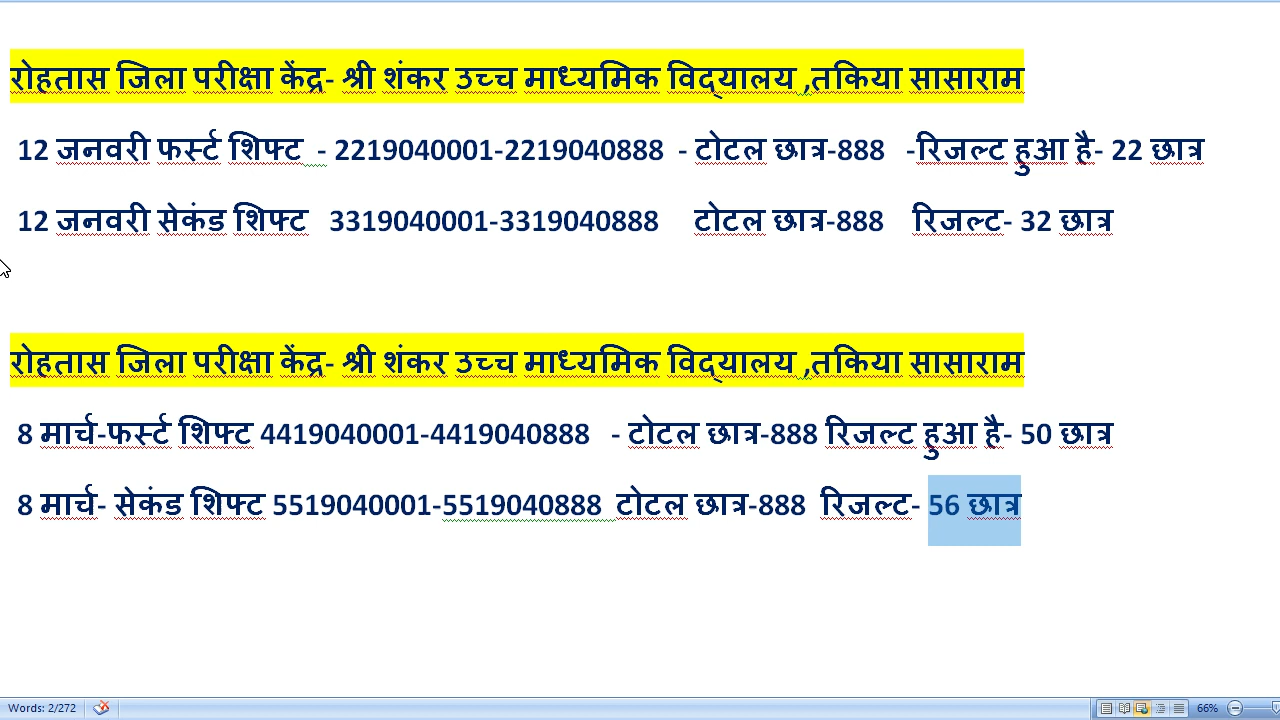 रोहतास जिला परीक्षा केंद्र- श्री शंकर उच्च माध्यमिक विद्यालय ,तकिया सासाराम
12 जनवरी फर्स्ट शिफ्ट - 2219040001-2219040888 - टोटल छात्र-888 -रिजल्ट हुआ है- 22 छात्र
12 जनवरी सेकंड शिफ्ट 3319040001-3319040888 टोटल छात्र-888 रिजल्ट- 32 छात्र
रोहतास जिला परीक्षा केंद्र- श्री शंकर उच्च माध्यमिक विद्यालय ,तकिया सासाराम
8 मार्च-फर्स्ट शिफ्ट 4419040001-4419040888 - टोटल छात्र-888 रिजल्ट हुआ है- 50 छात्र
8 मार्च- सेकंड शिफ्ट 5519040001-5519040888 टोटल छात्र-888 रिजल्ट- 56 छात्र
Words: 2/272 66%